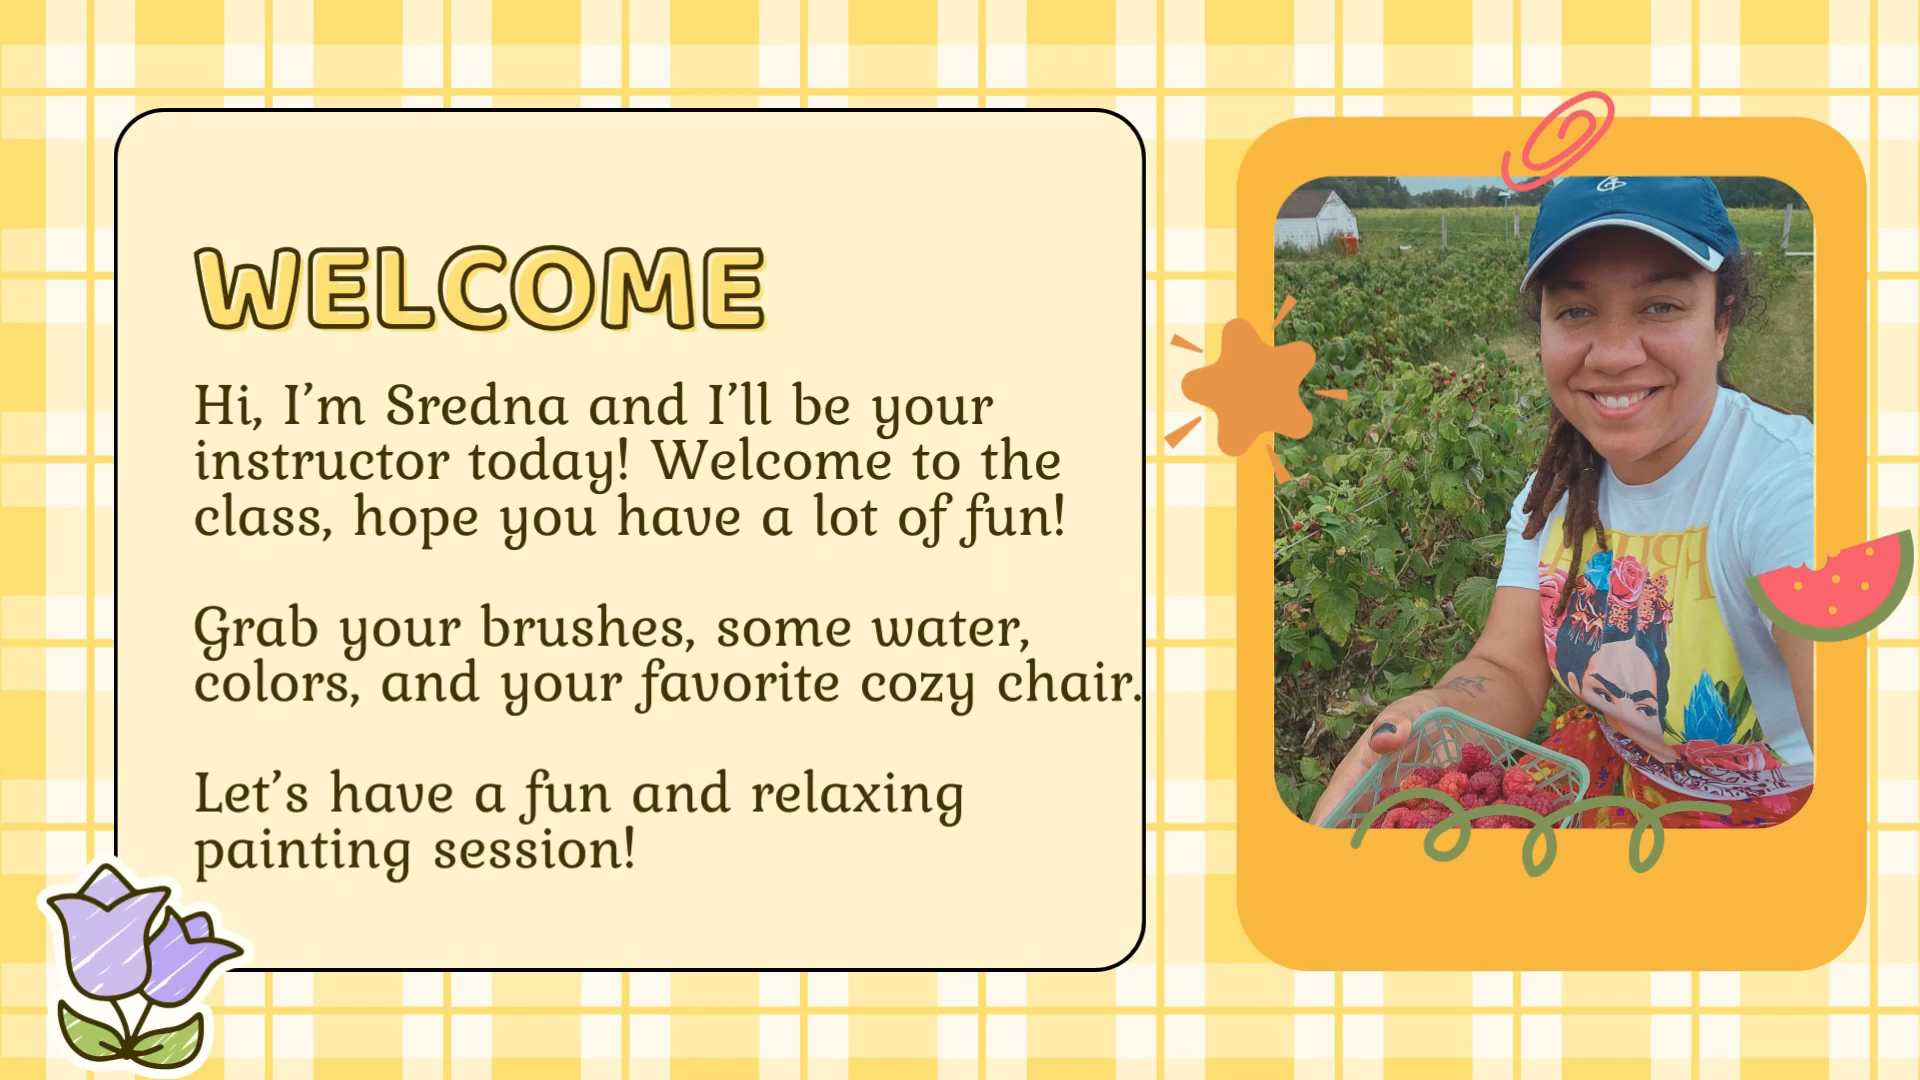 WELCOME
Hi, I’m Sredna and I’ll be your
instructor today! Welcome to the
class, hope you have a lot of fun!
Grab your brushes, some water,
colors, and your favorite cozy chair.
Let’s have a fun and relaxing
painting session!